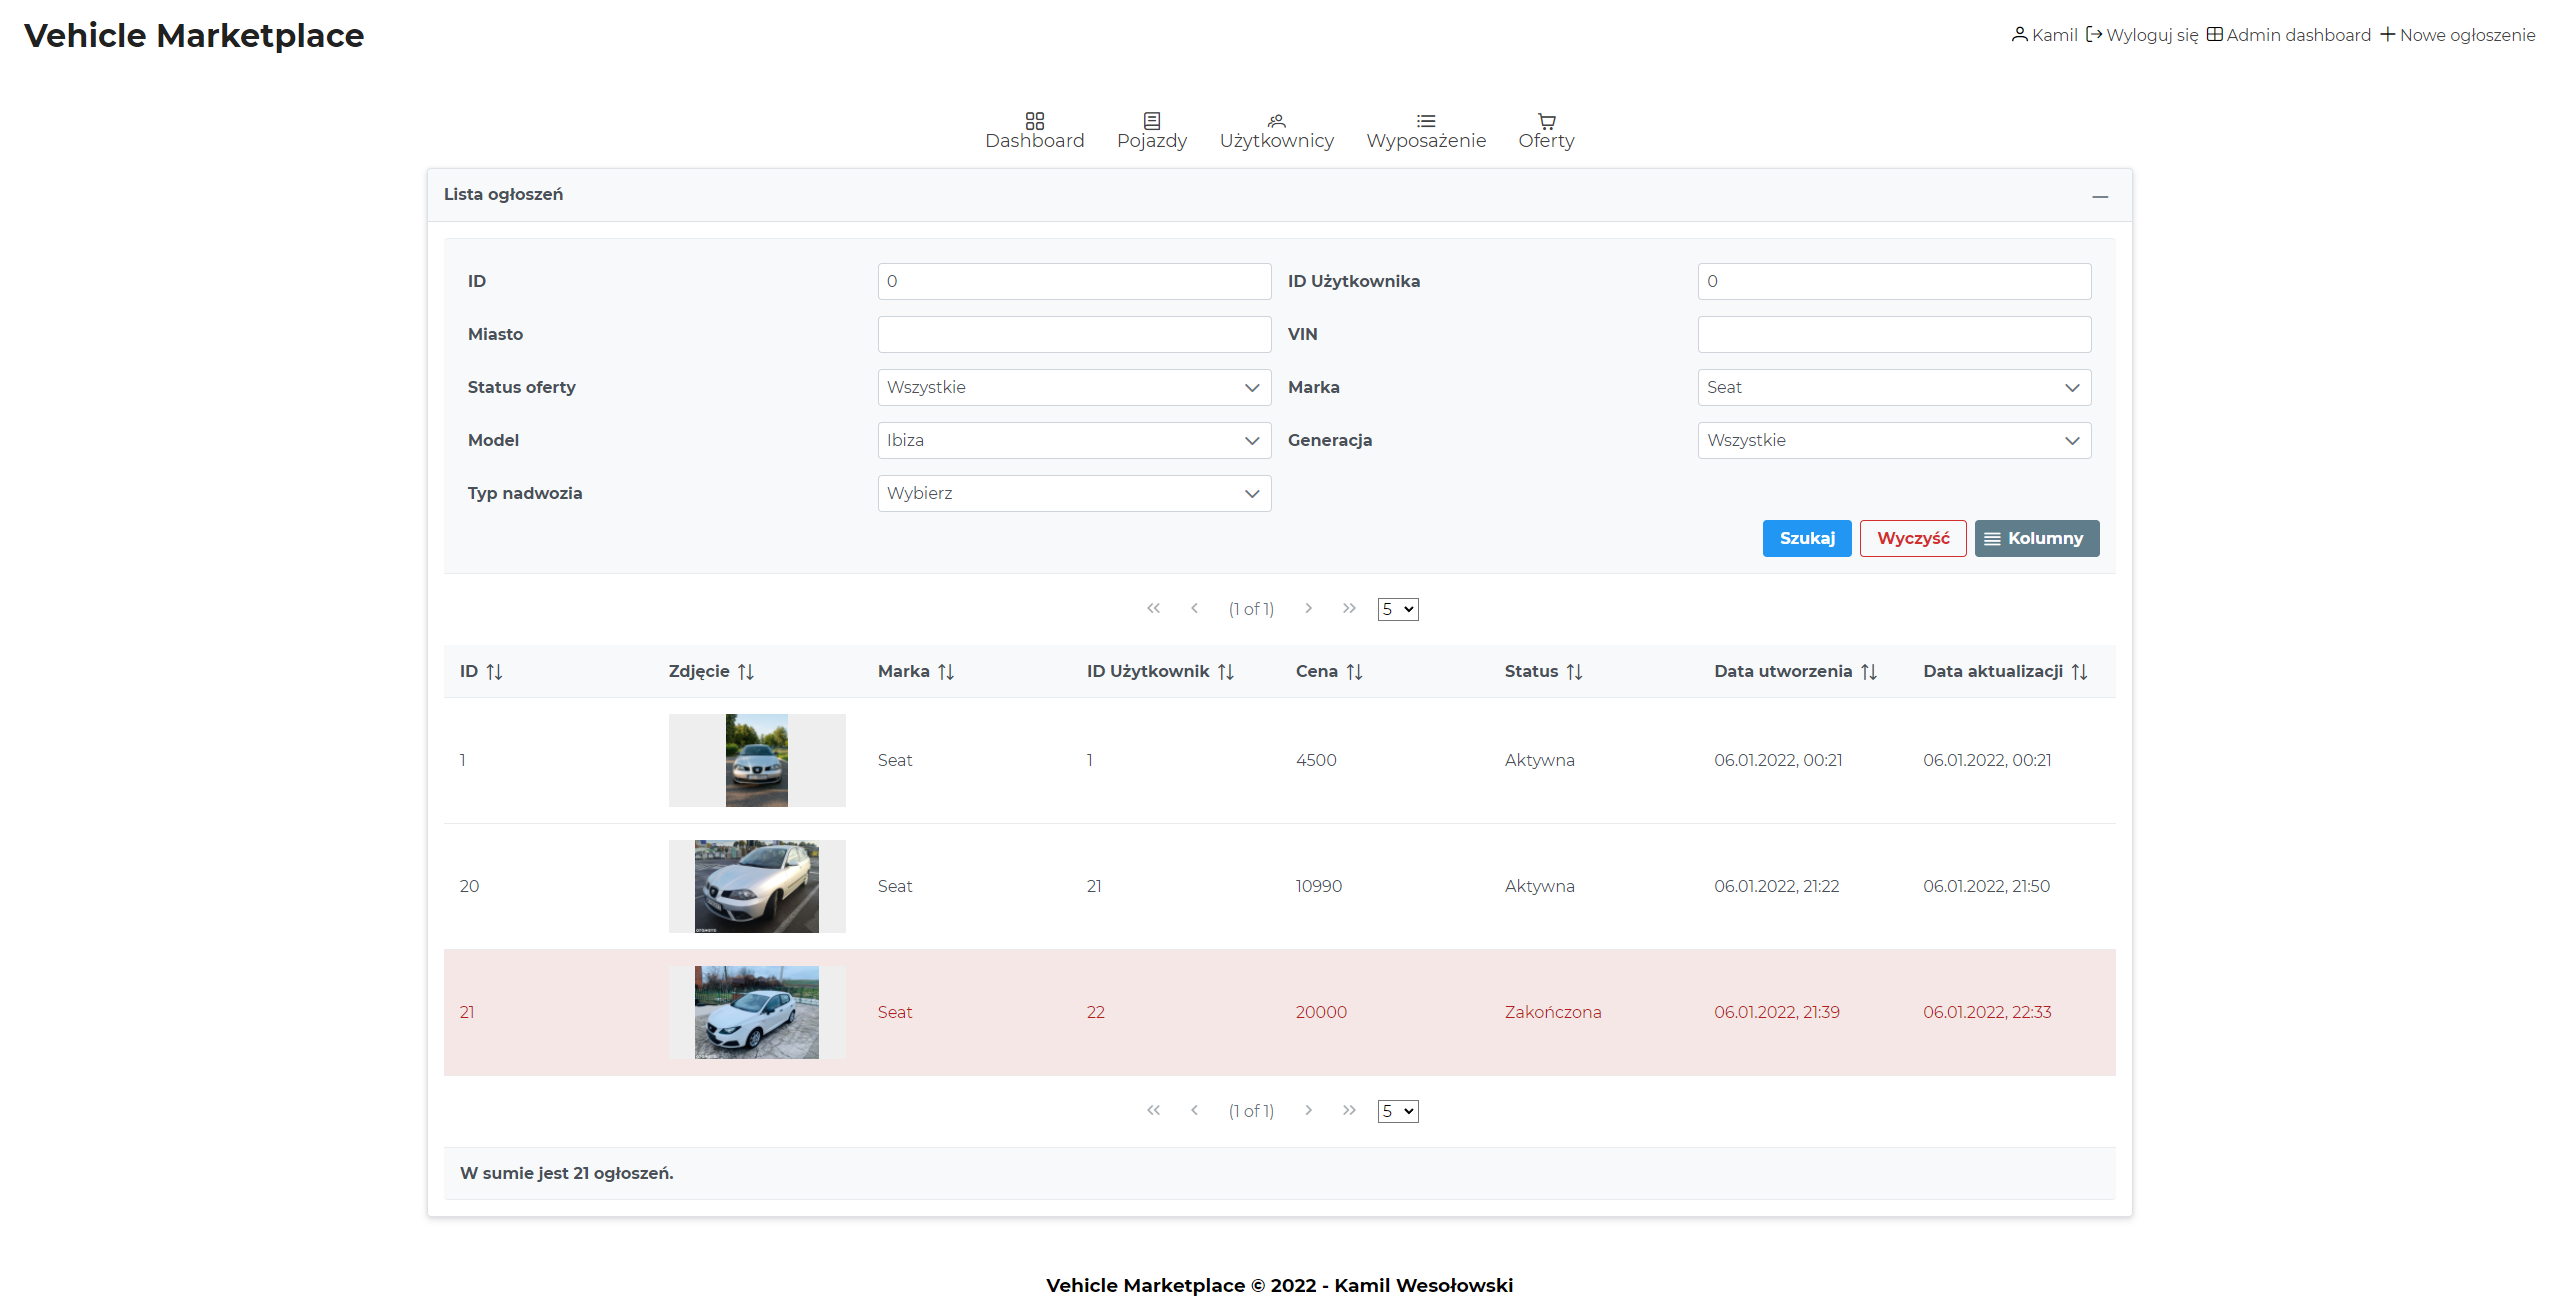 Vehicle Marketplace
Kamil Wyloguj się Admin dashboard Nowe ogłoszenie
Dashboard Pojazdy Użytkownicy Wyposażenie Oferty
Lista ogłoszeń
ID 0 ID Użytkownika 0
Miasto VIN
Status oferty Wszystkie Marka Seat
Model Ibiza Generacja Wszystkie
Typ nadwozia Wybierz
Szukaj Wyczyść Kolumny
(1 of 1) 5
ID Zdjęcie Marka ID Użytkownik Cena Status Data utworzenia Data aktualizacji
1 Seat 1 4500 Aktywna 06.01.2022, 00:21 06.01.2022, 00:21
20 Seat 21 10990 Aktywna 06.01.2022, 21:22 06.01.2022, 21:50
21 Seat 22 20000 Zakończona 06.01.2022, 21:39 06.01.2022, 22:33
(1 of 1) 5
W sumie jest 21 ogłoszeń.
Vehicle Marketplace © 2022 - Kamil Wesołowski